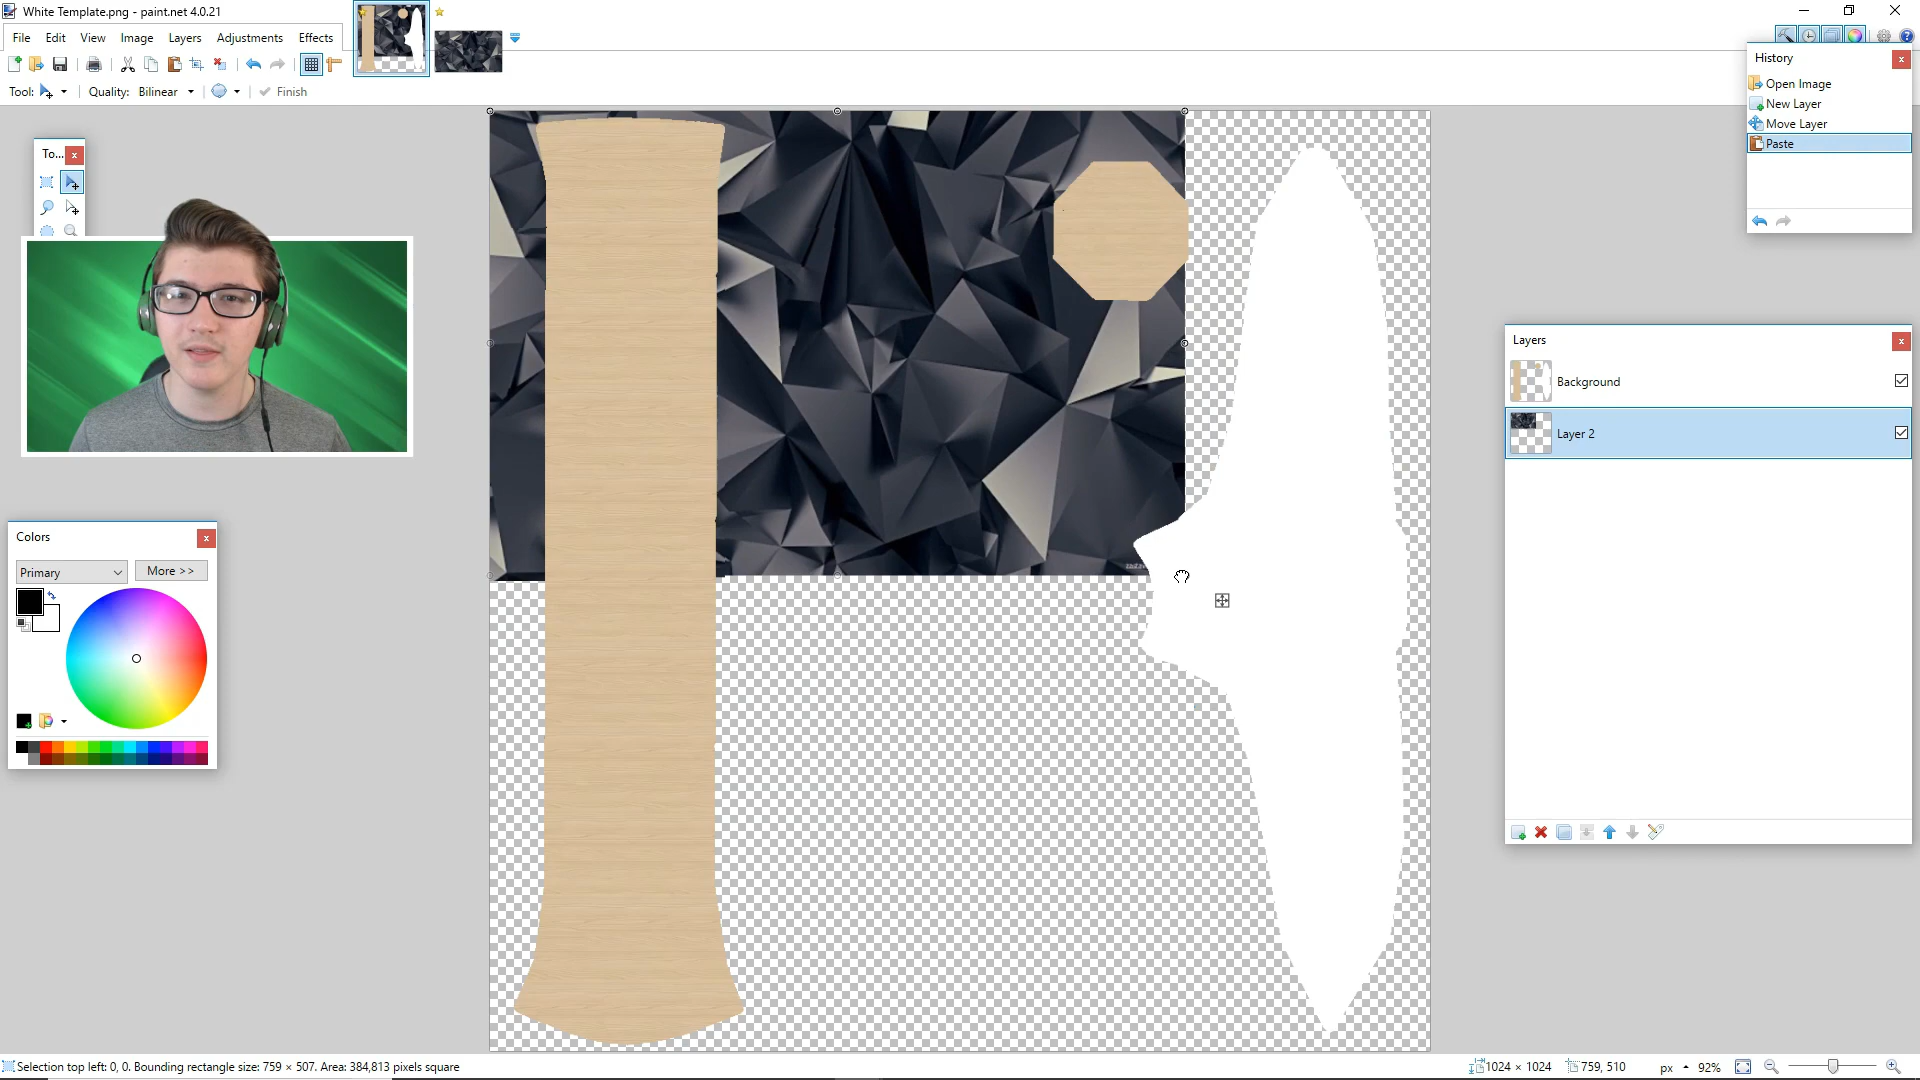 White Template.png - paint.net 4.0.21
File Edit View Image Layers Adjustments Effects
Tool: Quality: Bilinear Finish
To...
History
Open Image
New Layer
Move Layer
Paste
Layers
Background
Layer 2
Colors
Primary
More >>
Selection top left: 0, 0. Bounding rectangle size: 759 × 507. Area: 384,813 pixels square
1024 × 1024 759, 510 px 92%